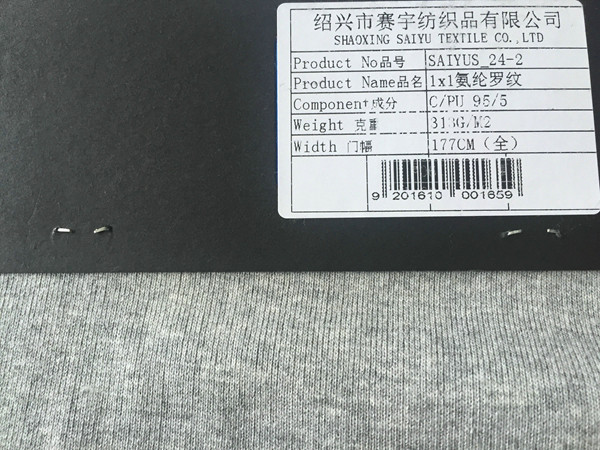 绍兴市赛宇纺织品有限公司
SHAOXING SAIYU TEXTILE CO.,LTD
Product No品号 SAIYUS_24-2
Product Name品名 1x1氨纶罗纹
Component成分 C/PU 95/5
Weight 克重 313G/M2
Width 门幅 177CM（全）
9 201610 001659